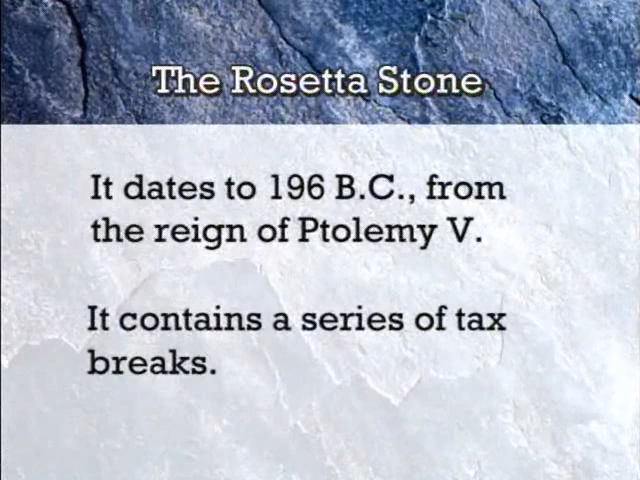 The Rosetta Stone
It dates to 196 B.C., from
the reign of Ptolemy V.
It contains a series of tax
breaks.